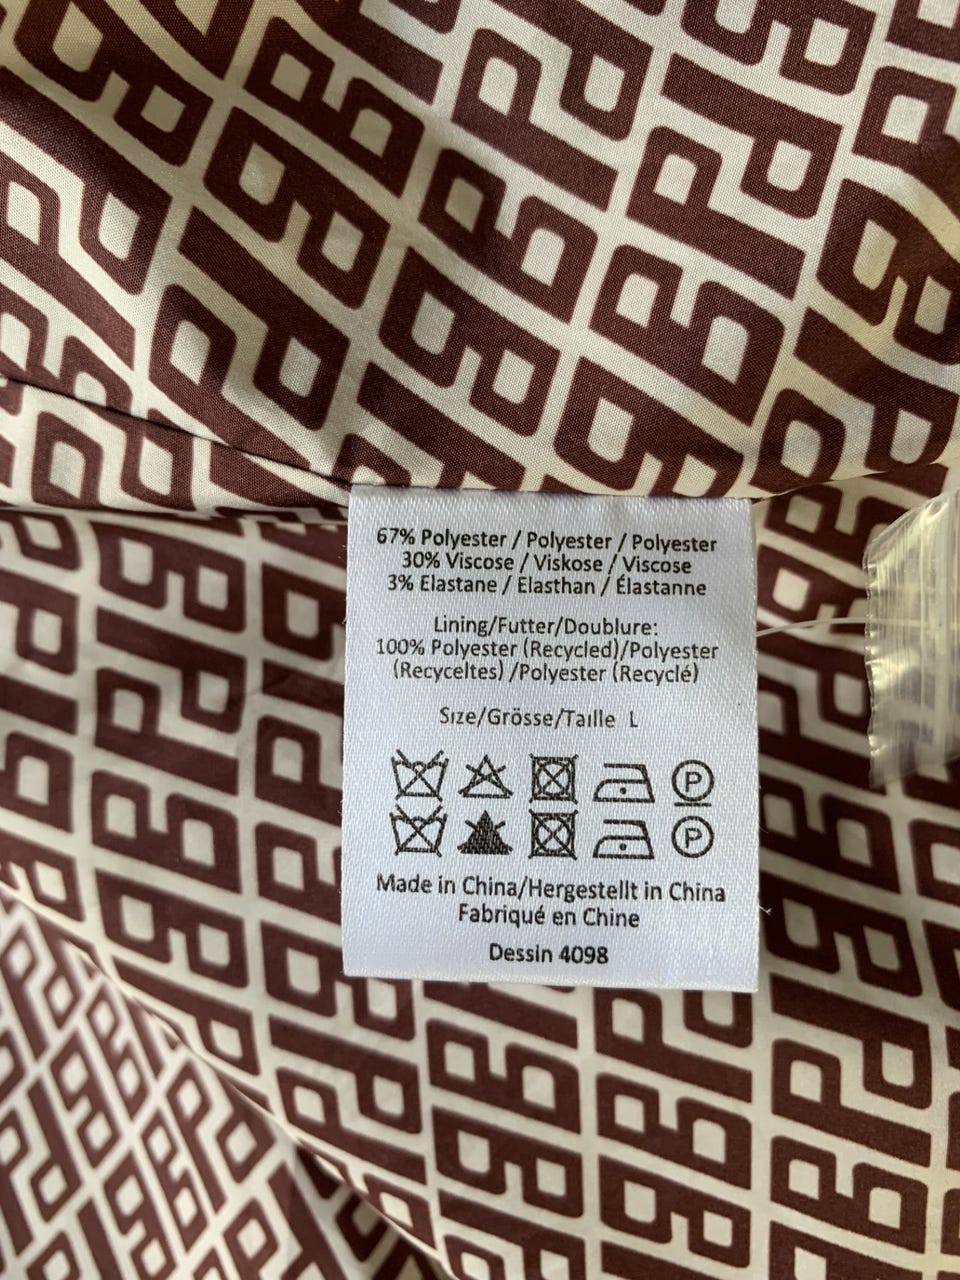 67% Polyester / Polyester / Polyester
30% Viscose / Viskose / Viscose
3% Elastane / Elasthan / Élastanne
Lining/Futter/Doublure:
100% Polyester (Recycled)/Polyester
(Recyceltes) /Polyester (Recyclé)
Size/Grösse/Taille L
P
P
Made in China/Hergestellt in China
Fabriqué en Chine
Dessin 4098